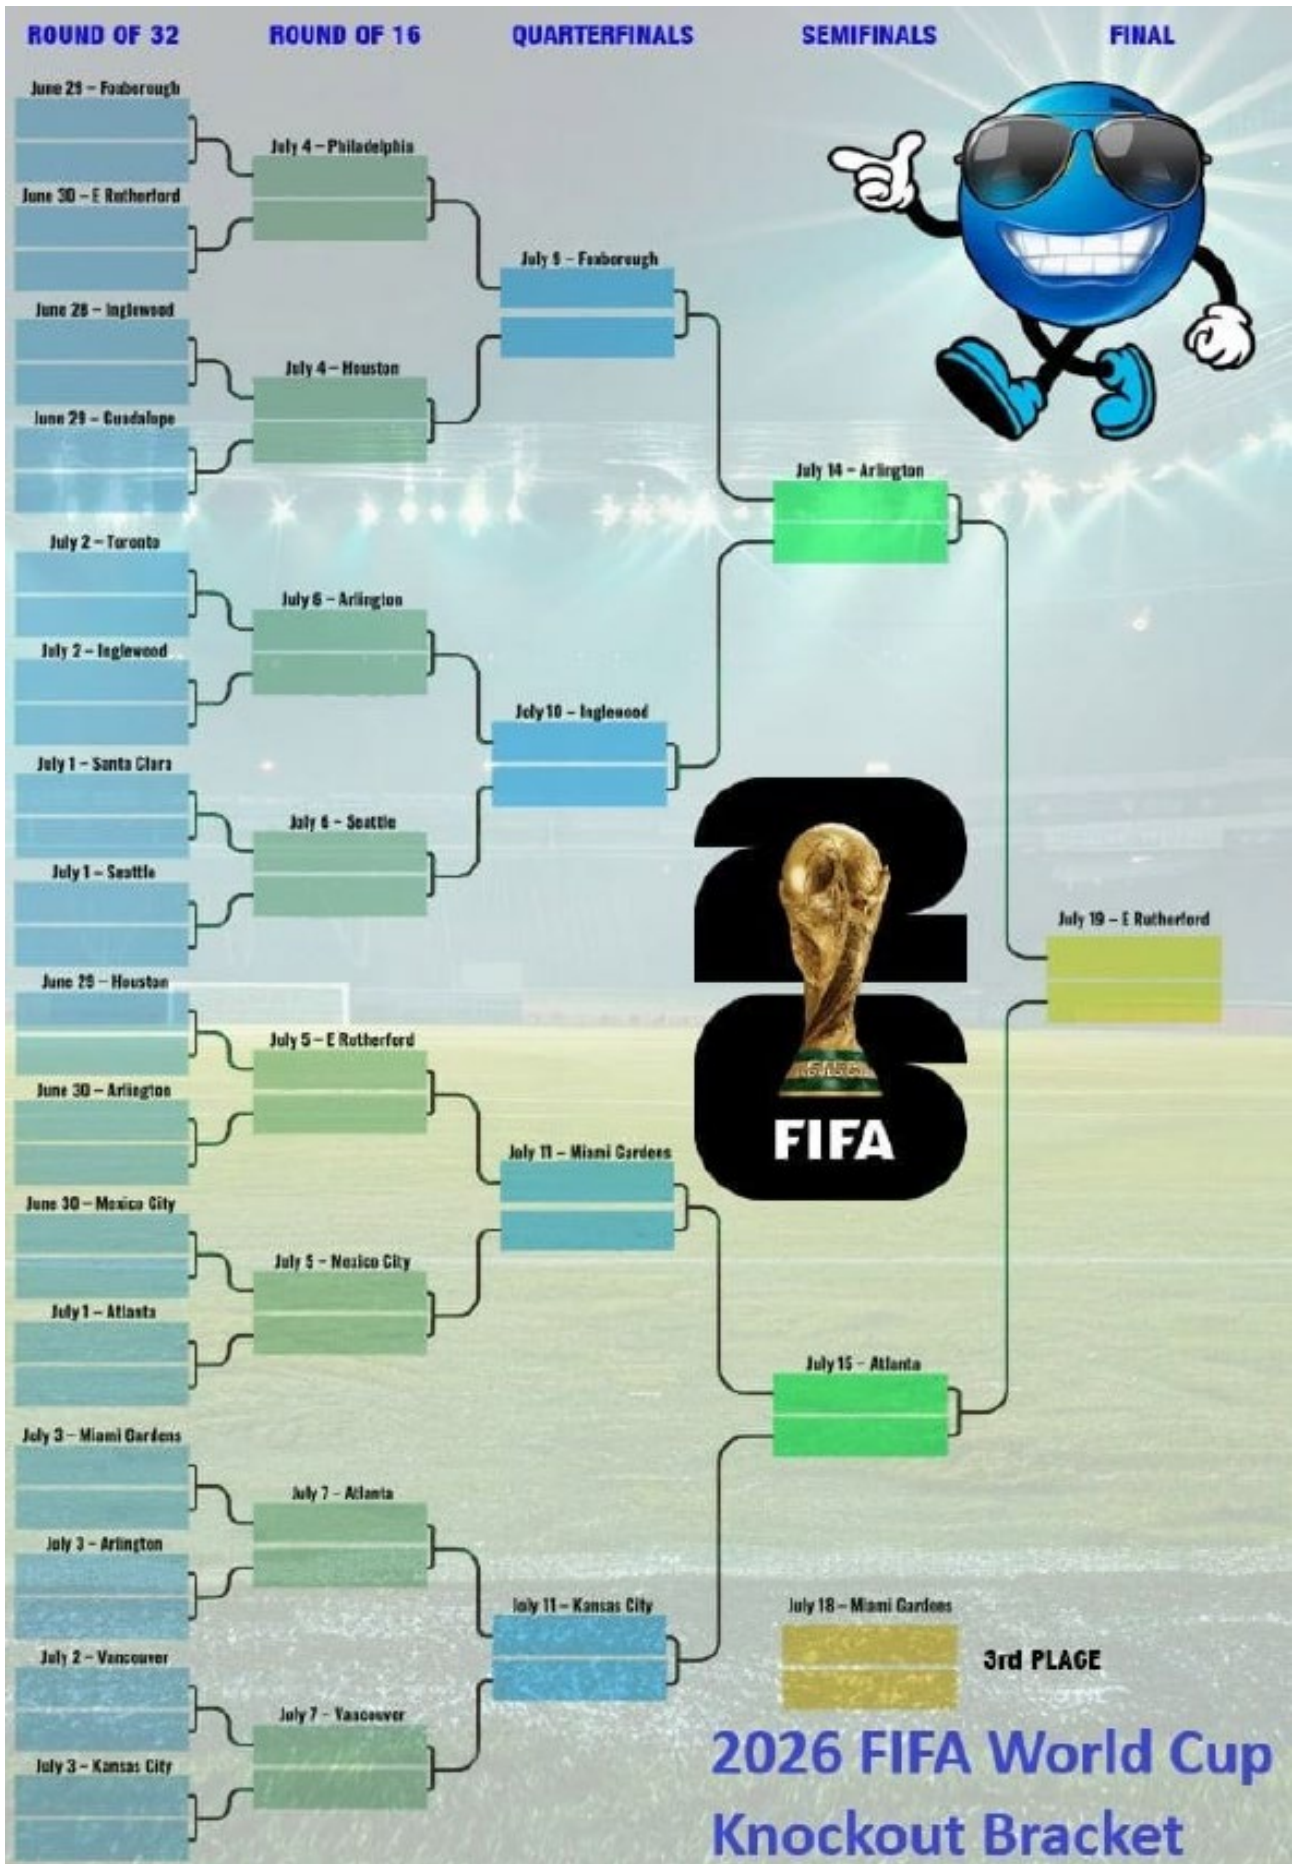 ROUND OF 32
June 29 – Foxborough
June 30 – E Rutherford
June 28 – Inglewood
June 29 – Guadalupe
July 2 – Toronto
July 2 – Inglewood
July 1 – Santa Clara
July 1 – Seattle
June 29 – Houston
June 30 – Arlington
June 30 – Mexico City
July 1 – Atlanta
July 3 – Miami Gardens
July 3 – Arlington
July 2 – Vancouver
July 3 – Kansas City
ROUND OF 16
July 4 – Philadelphia
July 4 – Houston
July 6 – Arlington
July 6 – Seattle
July 5 – E Rutherford
July 5 – Mexico City
July 7 – Atlanta
July 7 – Vancouver
QUARTERFINALS
July 9 – Foxborough
July 10 – Inglewood
July 11 – Miami Gardens
July 11 – Kansas City
SEMIFINALS
July 14 – Arlington
July 15 – Atlanta
FINAL
July 19 – E Rutherford
26
FIFA
July 18 – Miami Gardens
3rd PLACE
2026 FIFA World Cup
Knockout Bracket